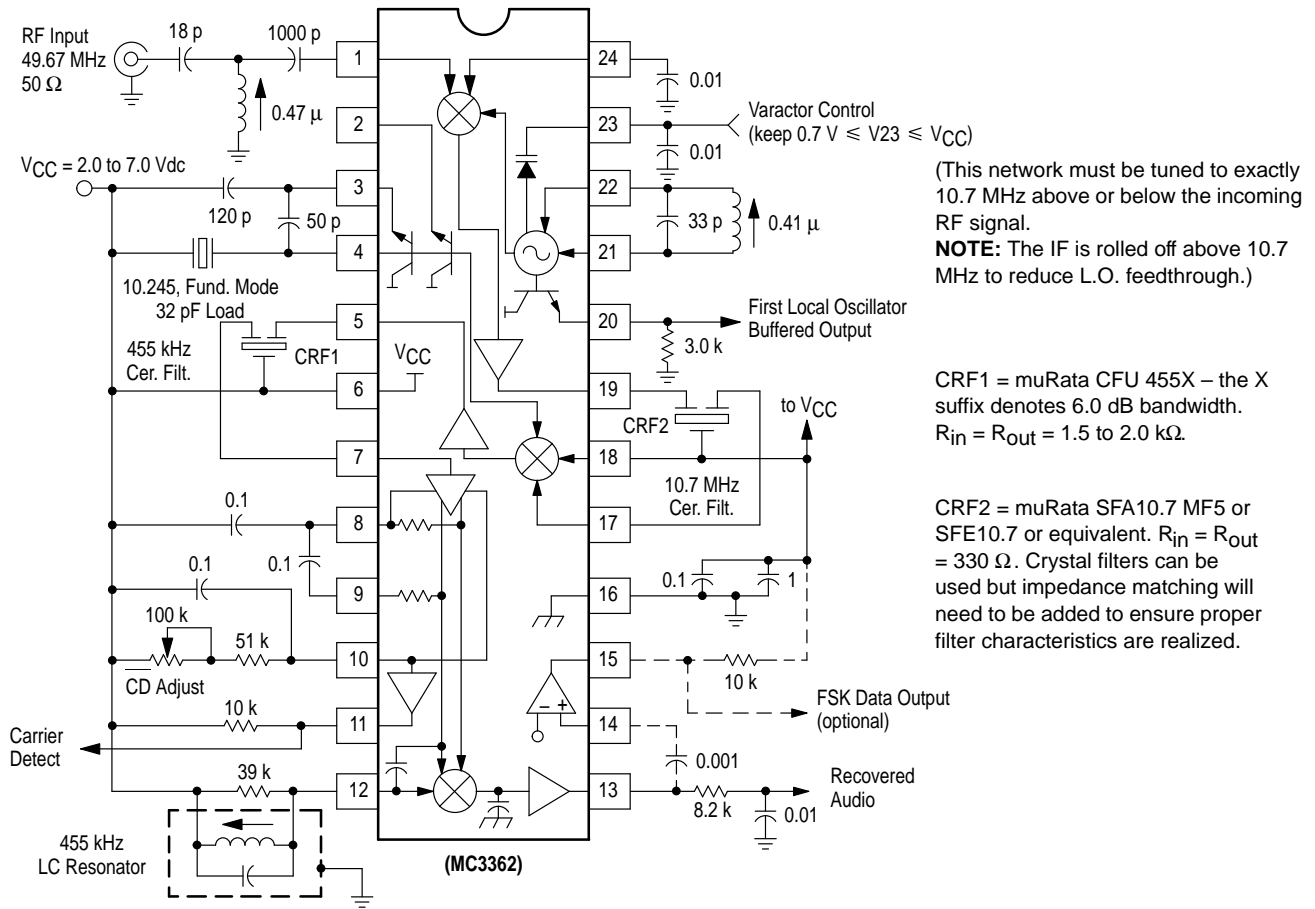 RF Input
49.67 MHz
50 Ω
18 p
1000 p
0.47 µ
VCC = 2.0 to 7.0 Vdc
120 p
50 p
10.245, Fund. Mode
32 pF Load
455 kHz
Cer. Filt.
CRF1
VCC
0.1
0.1
0.1
100 k
51 k
CD Adjust
10 k
Carrier
Detect
39 k
455 kHz
LC Resonator
1
2
3
4
5
6
7
8
9
10
11
12
24
23
22
21
20
19
18
17
16
15
14
13
– +
(MC3362)
0.01
Varactor Control
(keep 0.7 V ≤ V23 ≤ VCC)
0.01
33 p
0.41 µ
First Local Oscillator
Buffered Output
3.0 k
to VCC
CRF2
10.7 MHz
Cer. Filt.
0.1
1
10 k
FSK Data Output
(optional)
0.001
8.2 k
0.01
Recovered
Audio
(This network must be tuned to exactly
10.7 MHz above or below the incoming
RF signal.
NOTE: The IF is rolled off above 10.7
MHz to reduce L.O. feedthrough.)
CRF1 = muRata CFU 455X – the X
suffix denotes 6.0 dB bandwidth.
Rin = Rout = 1.5 to 2.0 kΩ.
CRF2 = muRata SFA10.7 MF5 or
SFE10.7 or equivalent. Rin = Rout
= 330 Ω. Crystal filters can be
used but impedance matching will
need to be added to ensure proper
filter characteristics are realized.